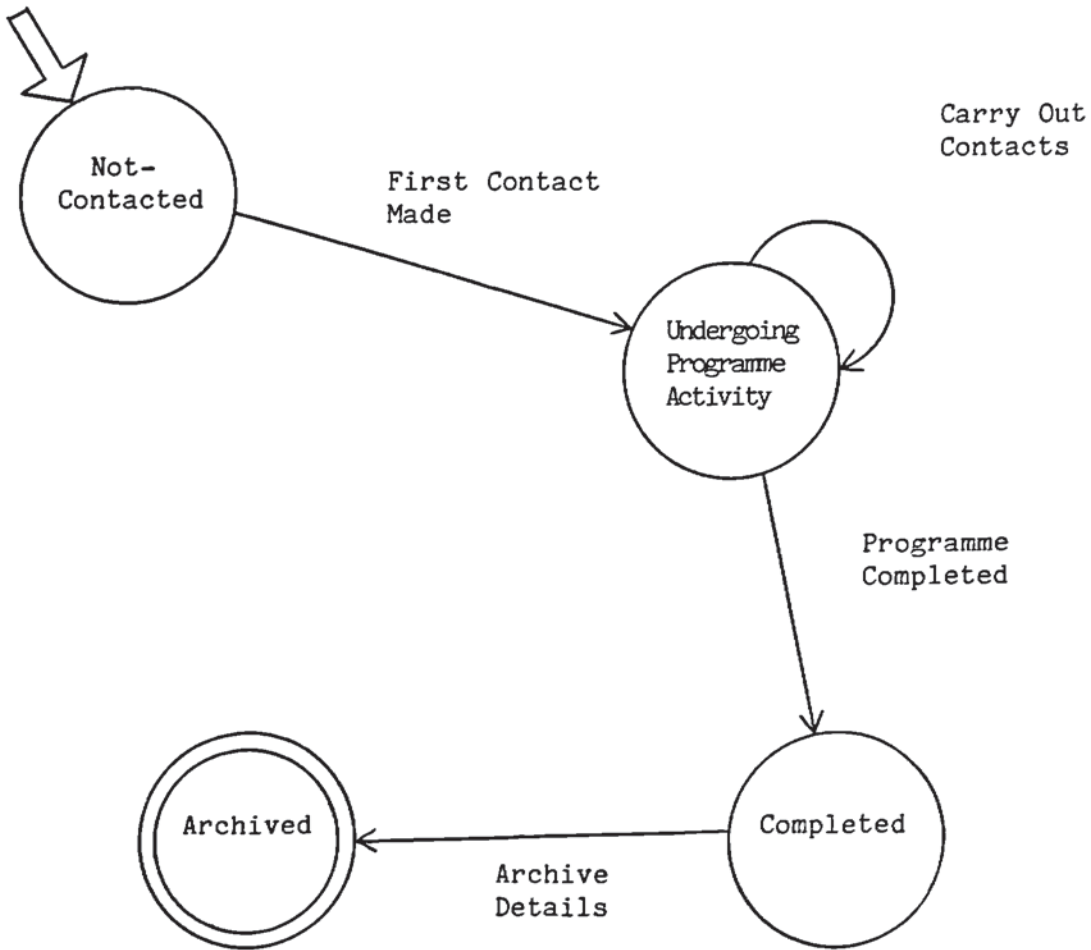 Not-
Contacted
First Contact
Made
Carry Out
Contacts
Undergoing
Programme
Activity
Programme
Completed
Completed
Archive
Details
Archived